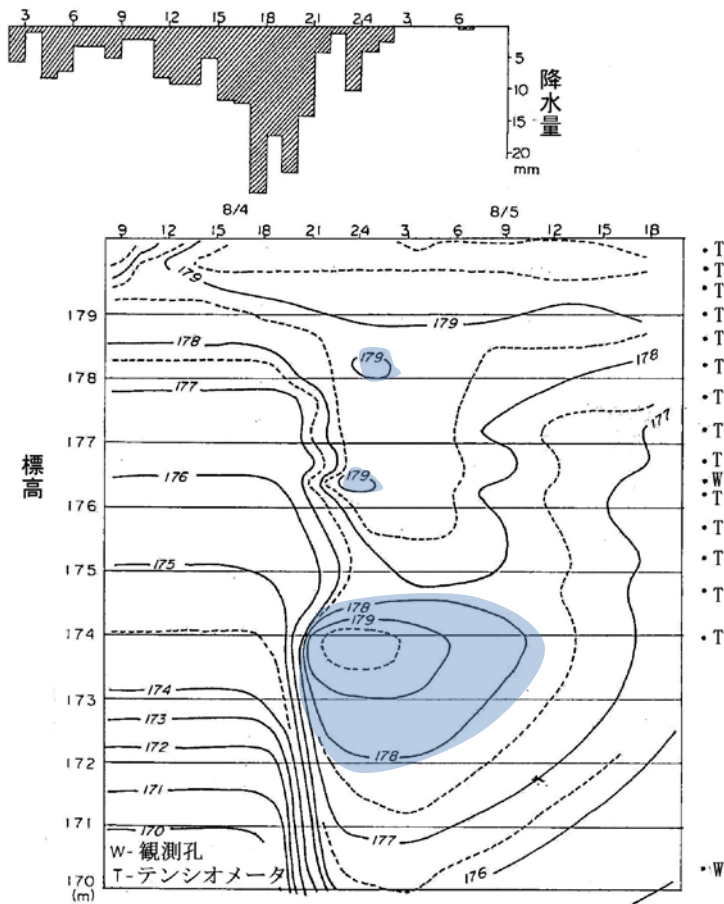 3 6 9 12 15 18 21 24 3 6
5
10
15
20
mm
降水量
8/4 8/5
9 12 15 18 21 24 3 6 9 12 15 18
・T
・T
・T
179
179 179 ・T
178 ・T
179 178 ・T
178
177 ・T
177
177 ・T
標高
・T
176 179 ・W
176 ・T
・T
175 ・T
175
・T
178
179
174 ・T
174
173
173
172 178
172
171
171
170 177
W-観測孔
T-テンシオメータ 176 ・W
170
(m)